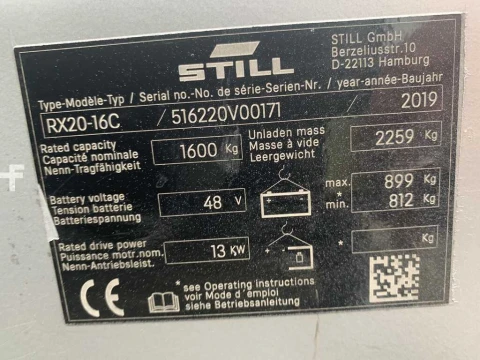 STILL
STILL GmbH
Berzeliusstr.10
D-22113 Hamburg
Type-Modèle-Typ / Serial no.-No. de série-Serien-Nr. / year-année-Baujahr
RX20-16C / 516220V00171 / 2019
Rated capacity
Capacité nominale
Nenn-Tragfähigkeit
1600 Kg
Unladen mass
Masse à vide
Leergewicht
2259 Kg
Battery voltage
Tension batterie
Batteriespannung
48 V
max. 899 Kg
* min. 812 Kg
Rated drive power
Puissance motr.nom.
Nenn-Antriebsleist.
13 KW
* Kg
CE
*see Operating instructions
voir Mode d'emploi
siehe Betriebsanleitung